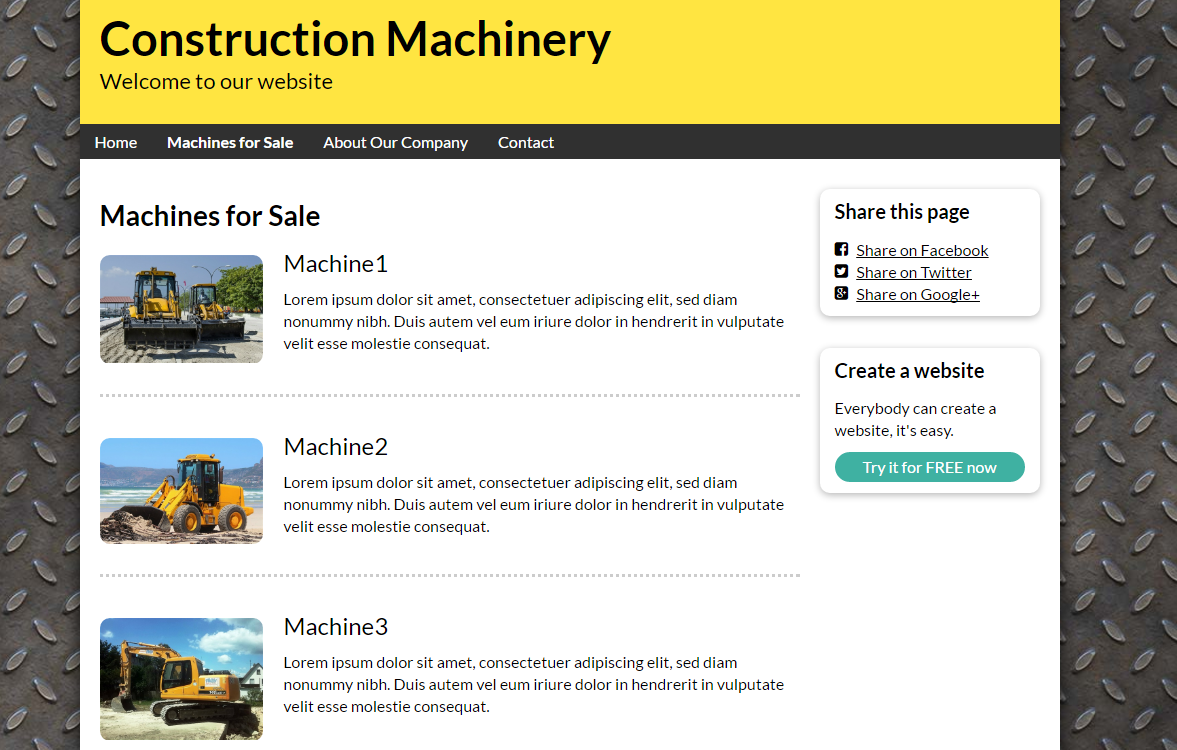 Construction Machinery
Welcome to our website
Home Machines for Sale About Our Company Contact
Machines for Sale
Machine1
Lorem ipsum dolor sit amet, consectetuer adipiscing elit, sed diam
nonummy nibh. Duis autem vel eum iriure dolor in hendrerit in vulputate
velit esse molestie consequat.
Machine2
Lorem ipsum dolor sit amet, consectetuer adipiscing elit, sed diam
nonummy nibh. Duis autem vel eum iriure dolor in hendrerit in vulputate
velit esse molestie consequat.
Machine3
Lorem ipsum dolor sit amet, consectetuer adipiscing elit, sed diam
nonummy nibh. Duis autem vel eum iriure dolor in hendrerit in vulputate
velit esse molestie consequat.
Share this page
Share on Facebook
Share on Twitter
Share on Google+
Create a website
Everybody can create a
website, it's easy.
Try it for FREE now